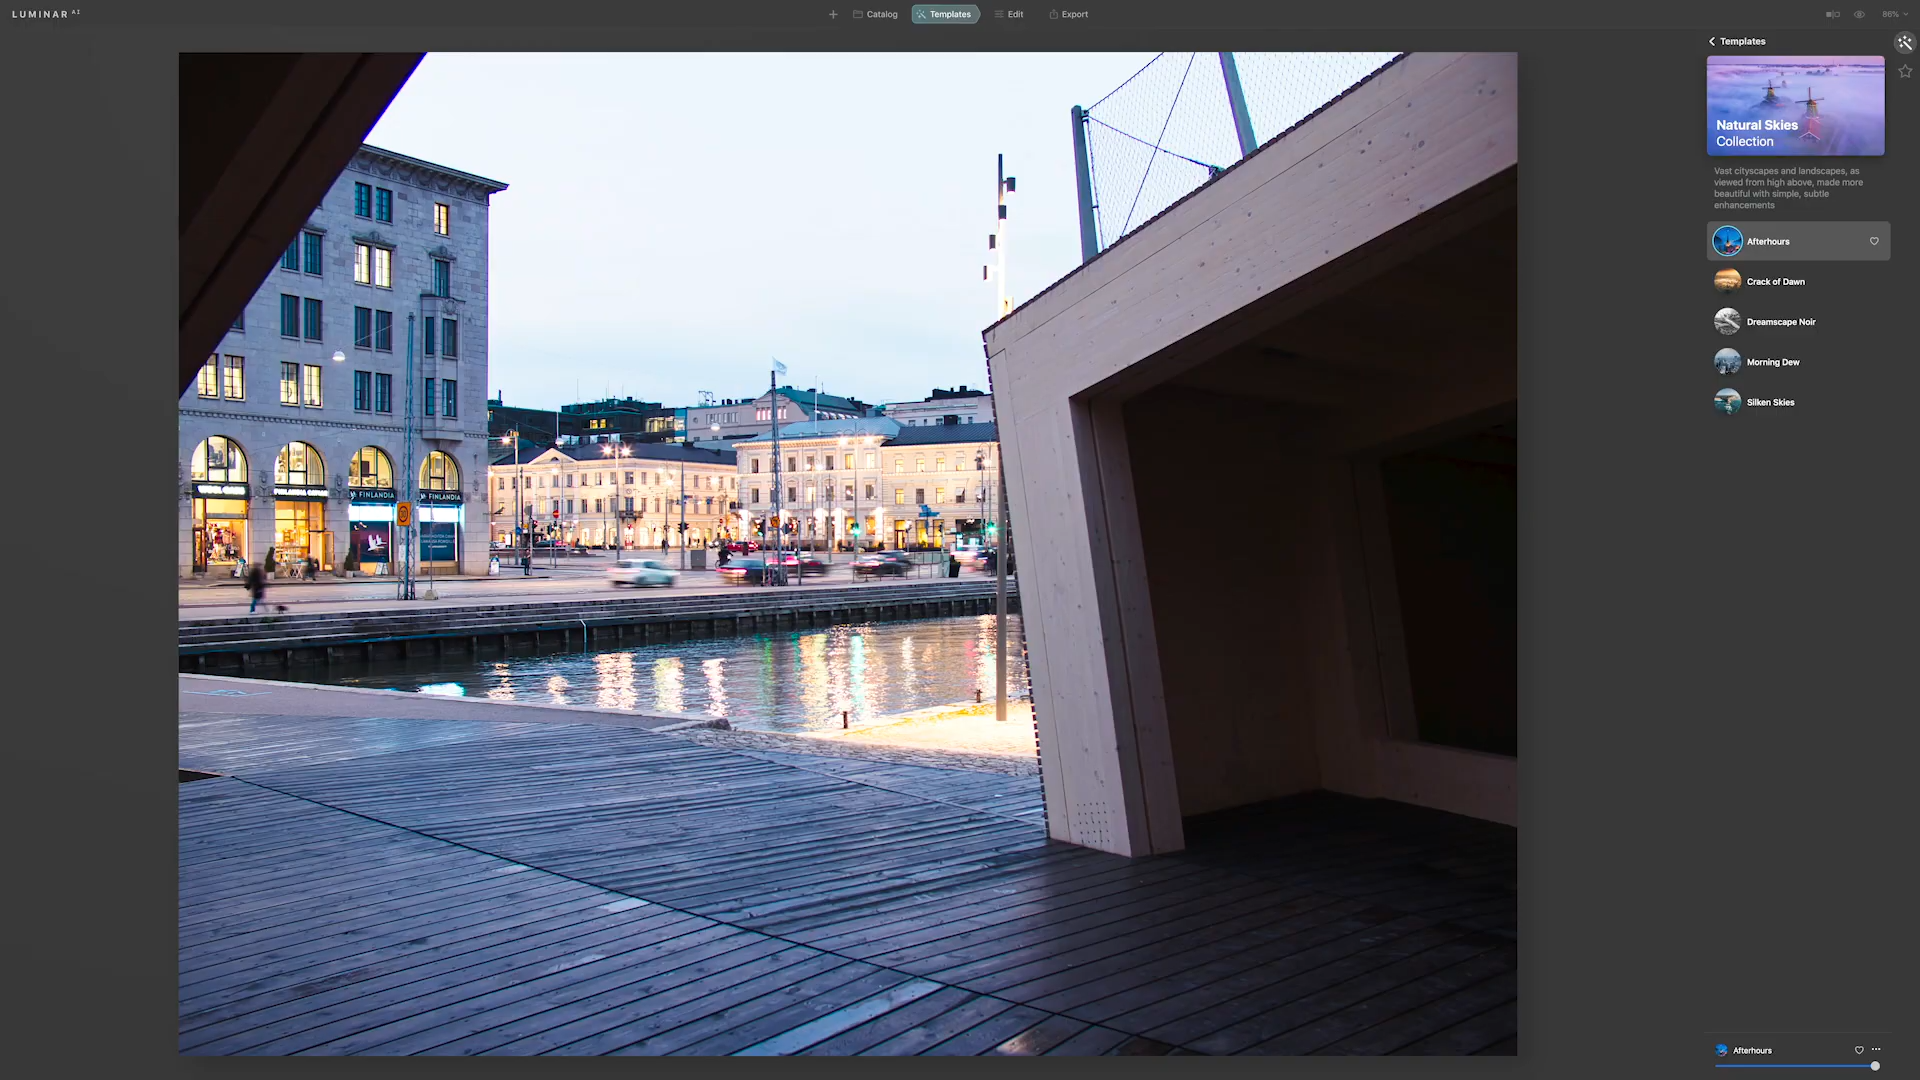 LUMINAR AI
Catalog
Templates
Edit
Export
86%
Templates
Natural Skies
Collection
Vast cityscapes and landscapes, as
viewed from high above, made more
beautiful with simple, subtle
enhancements
Afterhours
Crack of Dawn
Dreamscape Noir
Morning Dew
Silken Skies
FINLANDIA
FINLANDIA
Afterhours